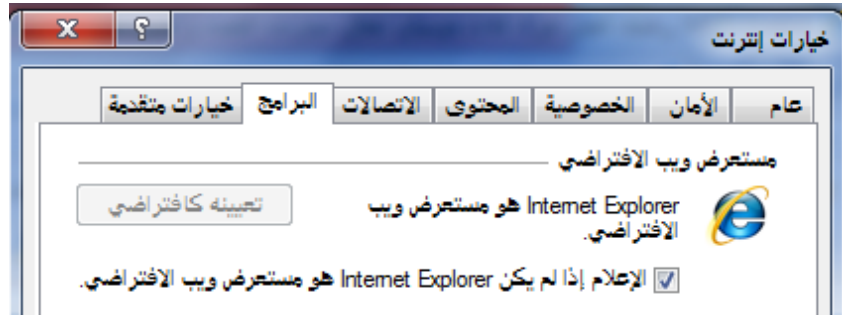 خيارات إنترنت
عام الأمان الخصوصية المحتوى الاتصالات البرامج خيارات متقدمة
مستعرض ويب الافتراضي
Internet Explorer هو مستعرض ويب
الافتراضي.
تعيينه كافتراضي
الإعلام إذا لم يكن Internet Explorer هو مستعرض ويب الافتراضي.